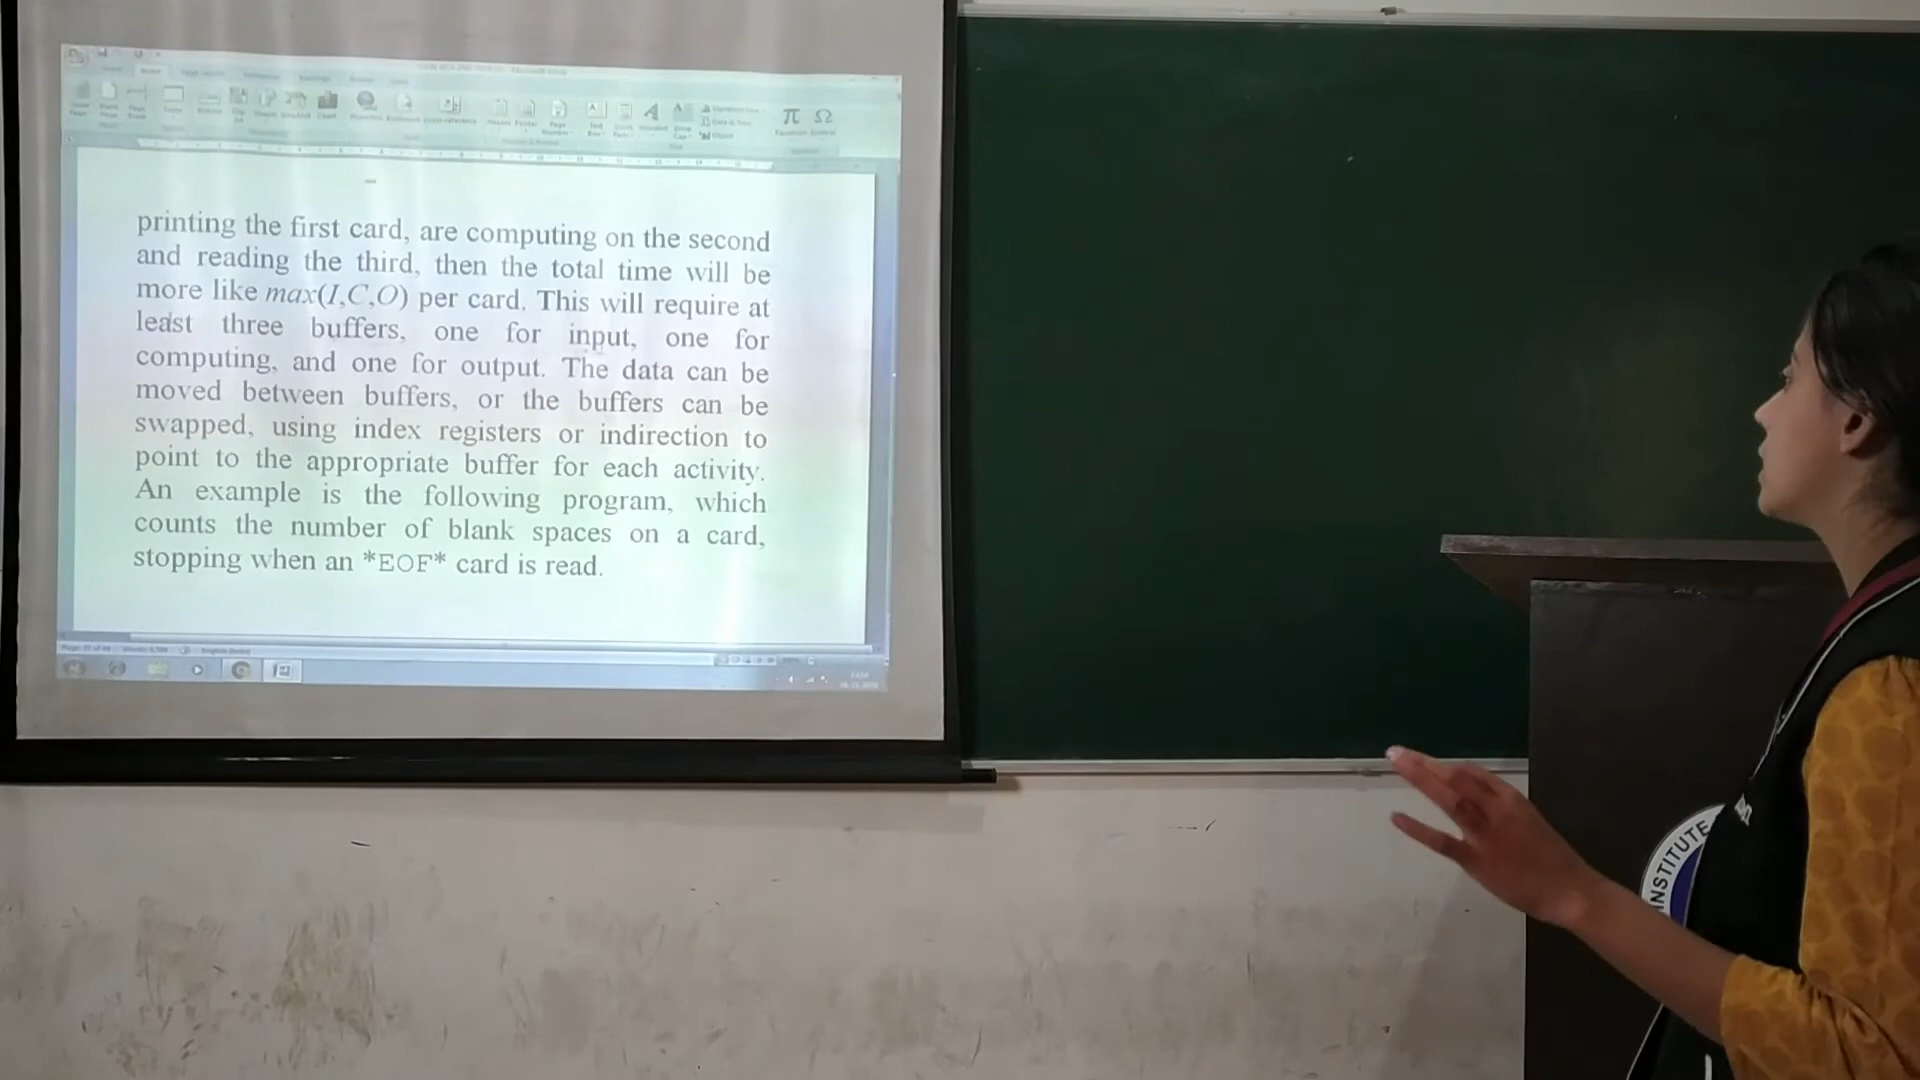 printing the first card, are computing on the second
and reading the third, then the total time will be
more like max(I,C,O) per card. This will require at
least three buffers, one for input, one for
computing, and one for output. The data can be
moved between buffers, or the buffers can be
swapped, using index registers or indirection to
point to the appropriate buffer for each activity.
An example is the following program, which
counts the number of blank spaces on a card,
stopping when an *EOF* card is read.
π Ω
INSTITUTE